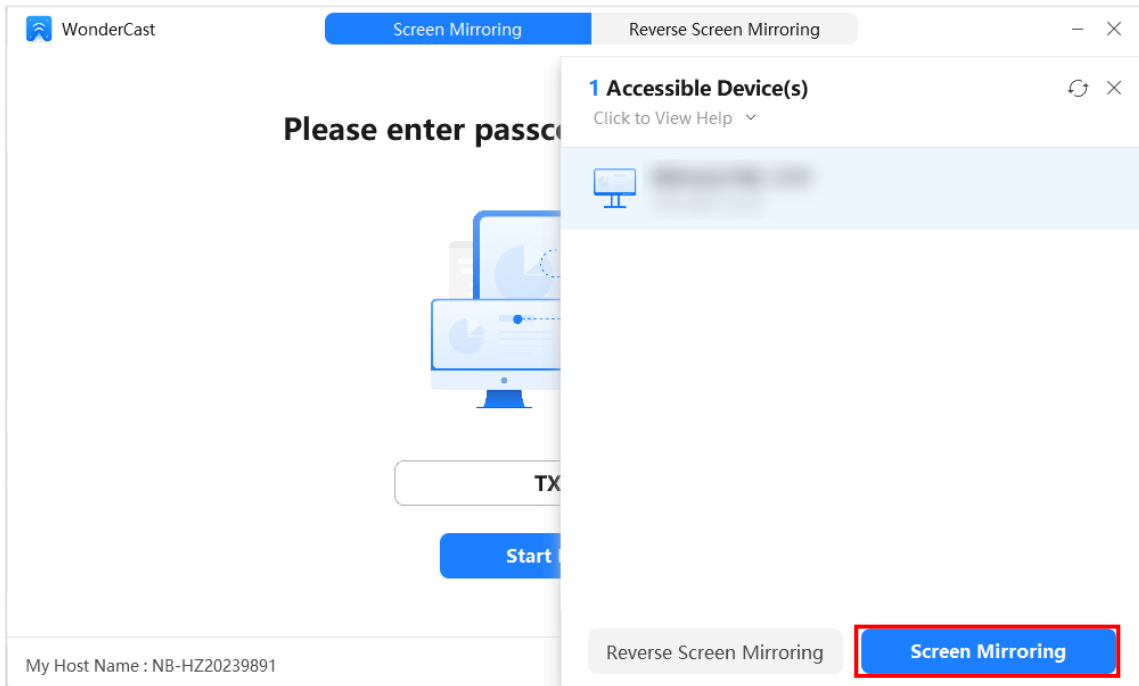 WonderCast
Screen Mirroring
Reverse Screen Mirroring
1 Accessible Device(s)
Click to View Help
Please enter
TX
Start
My Host Name : NB-HZ20239891
Reverse Screen Mirroring
Screen Mirroring